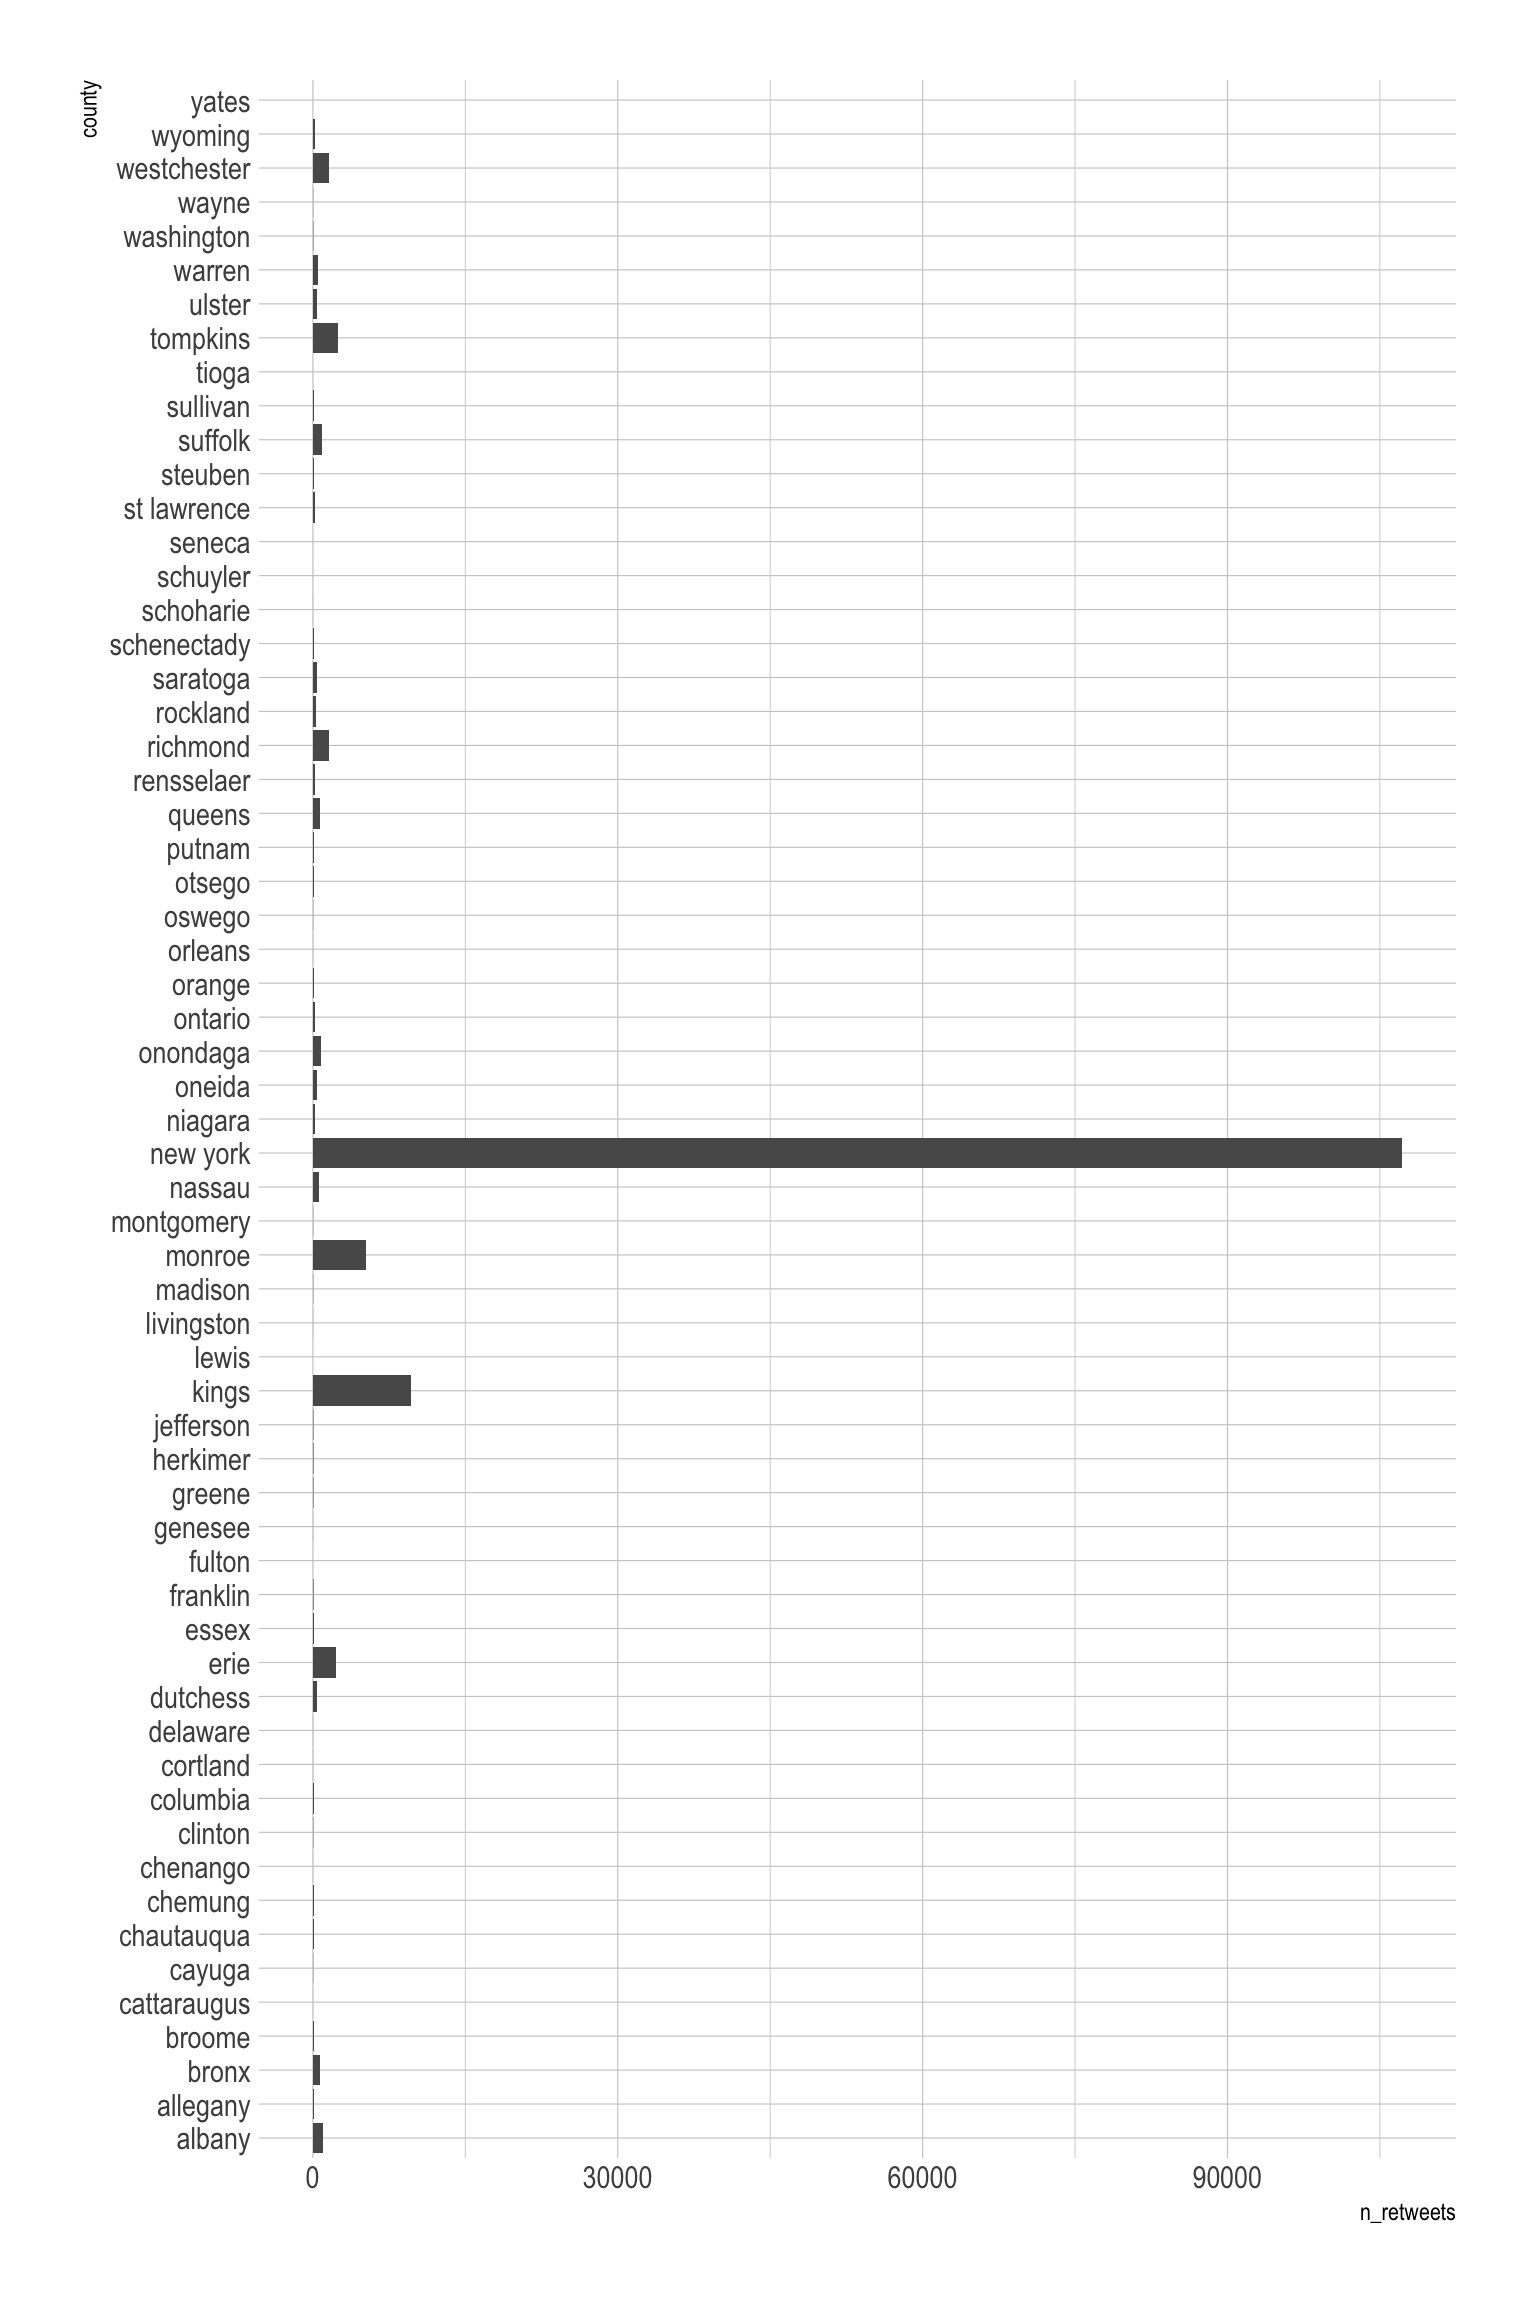 county
yates
wyoming
westchester
wayne
washington
warren
ulster
tompkins
tioga
sullivan
suffolk
steuben
st lawrence
seneca
schuyler
schoharie
schenectady
saratoga
rockland
richmond
rensselaer
queens
putnam
otsego
oswego
orleans
orange
ontario
onondaga
oneida
niagara
new york
nassau
montgomery
monroe
madison
livingston
lewis
kings
jefferson
herkimer
greene
genesee
fulton
franklin
essex
erie
dutchess
delaware
cortland
columbia
clinton
chenango
chemung
chautauqua
cayuga
cattaraugus
broome
bronx
allegany
albany
0 30000 60000 90000
n_retweets